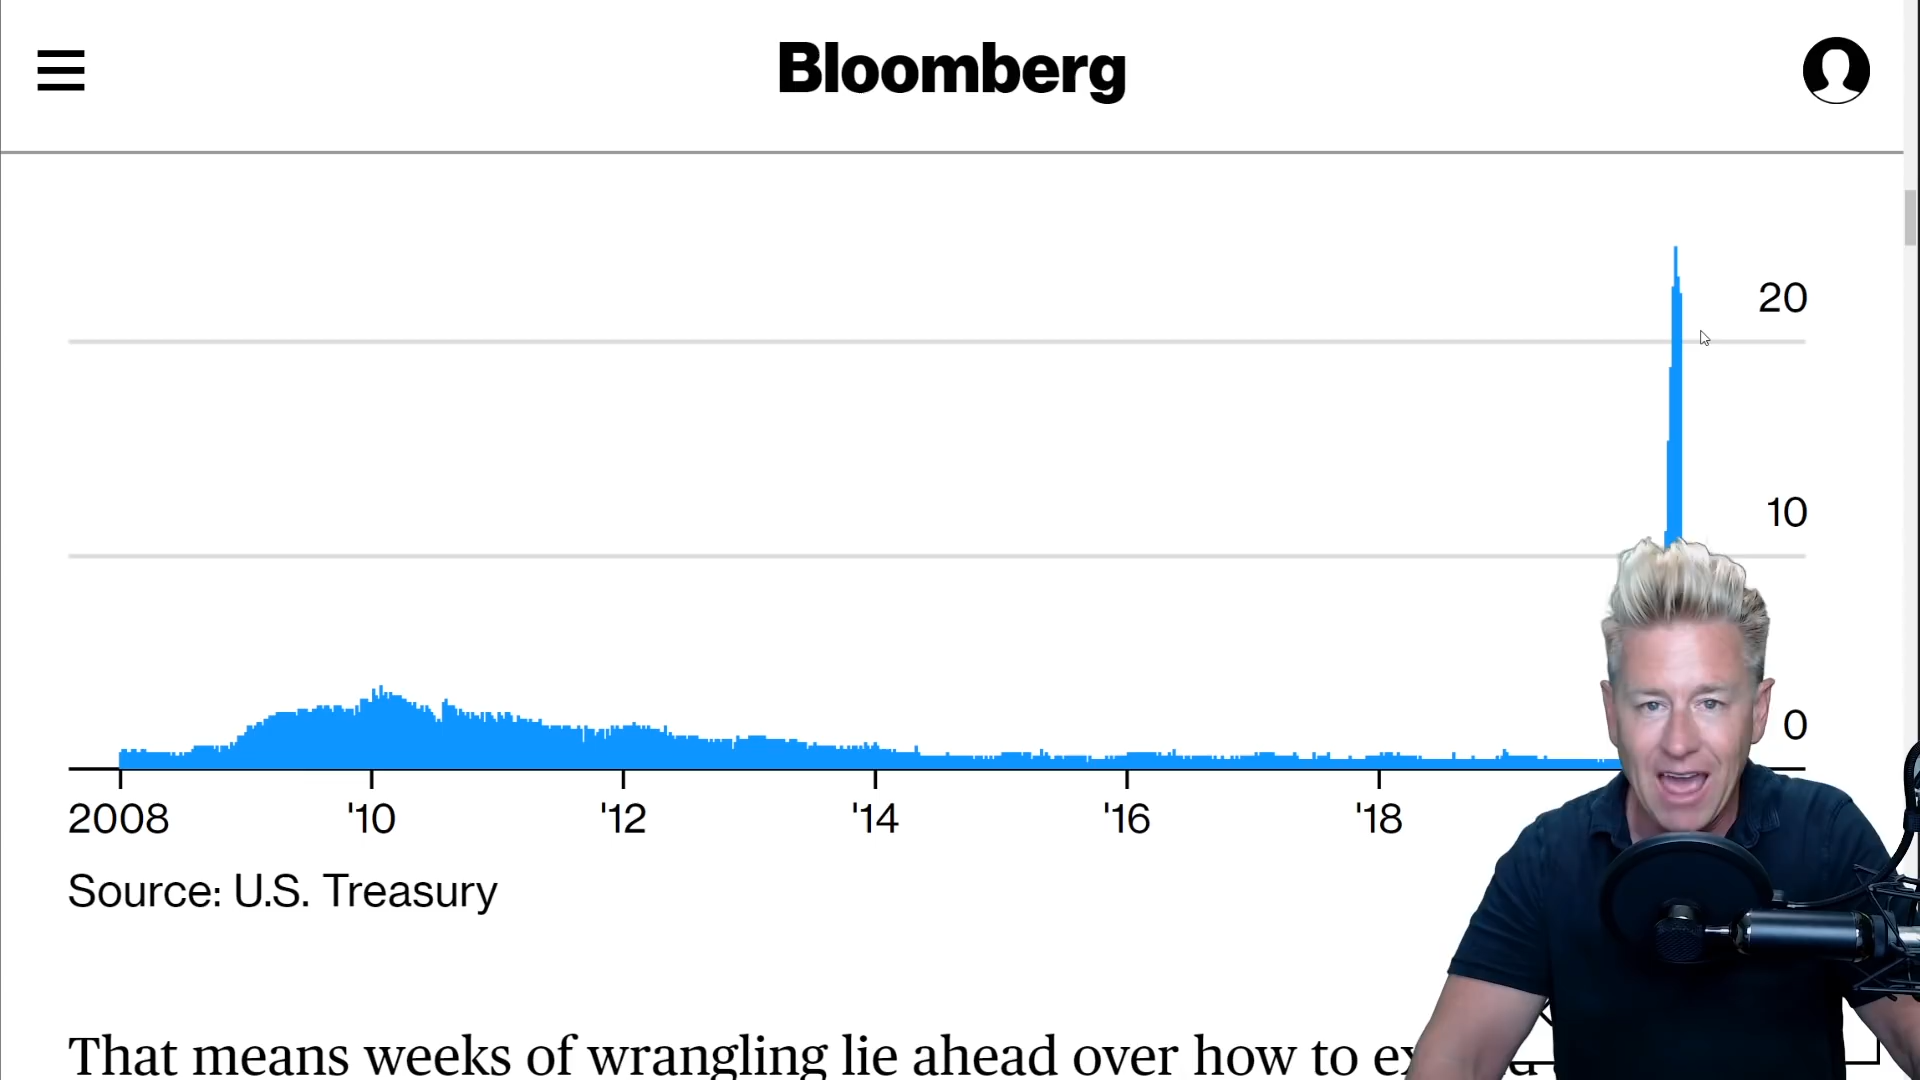 Bloomberg
20
10
0
2008 '10 '12 '14 '16 '18
Source: U.S. Treasury
That means weeks of wrangling lie ahead over how to